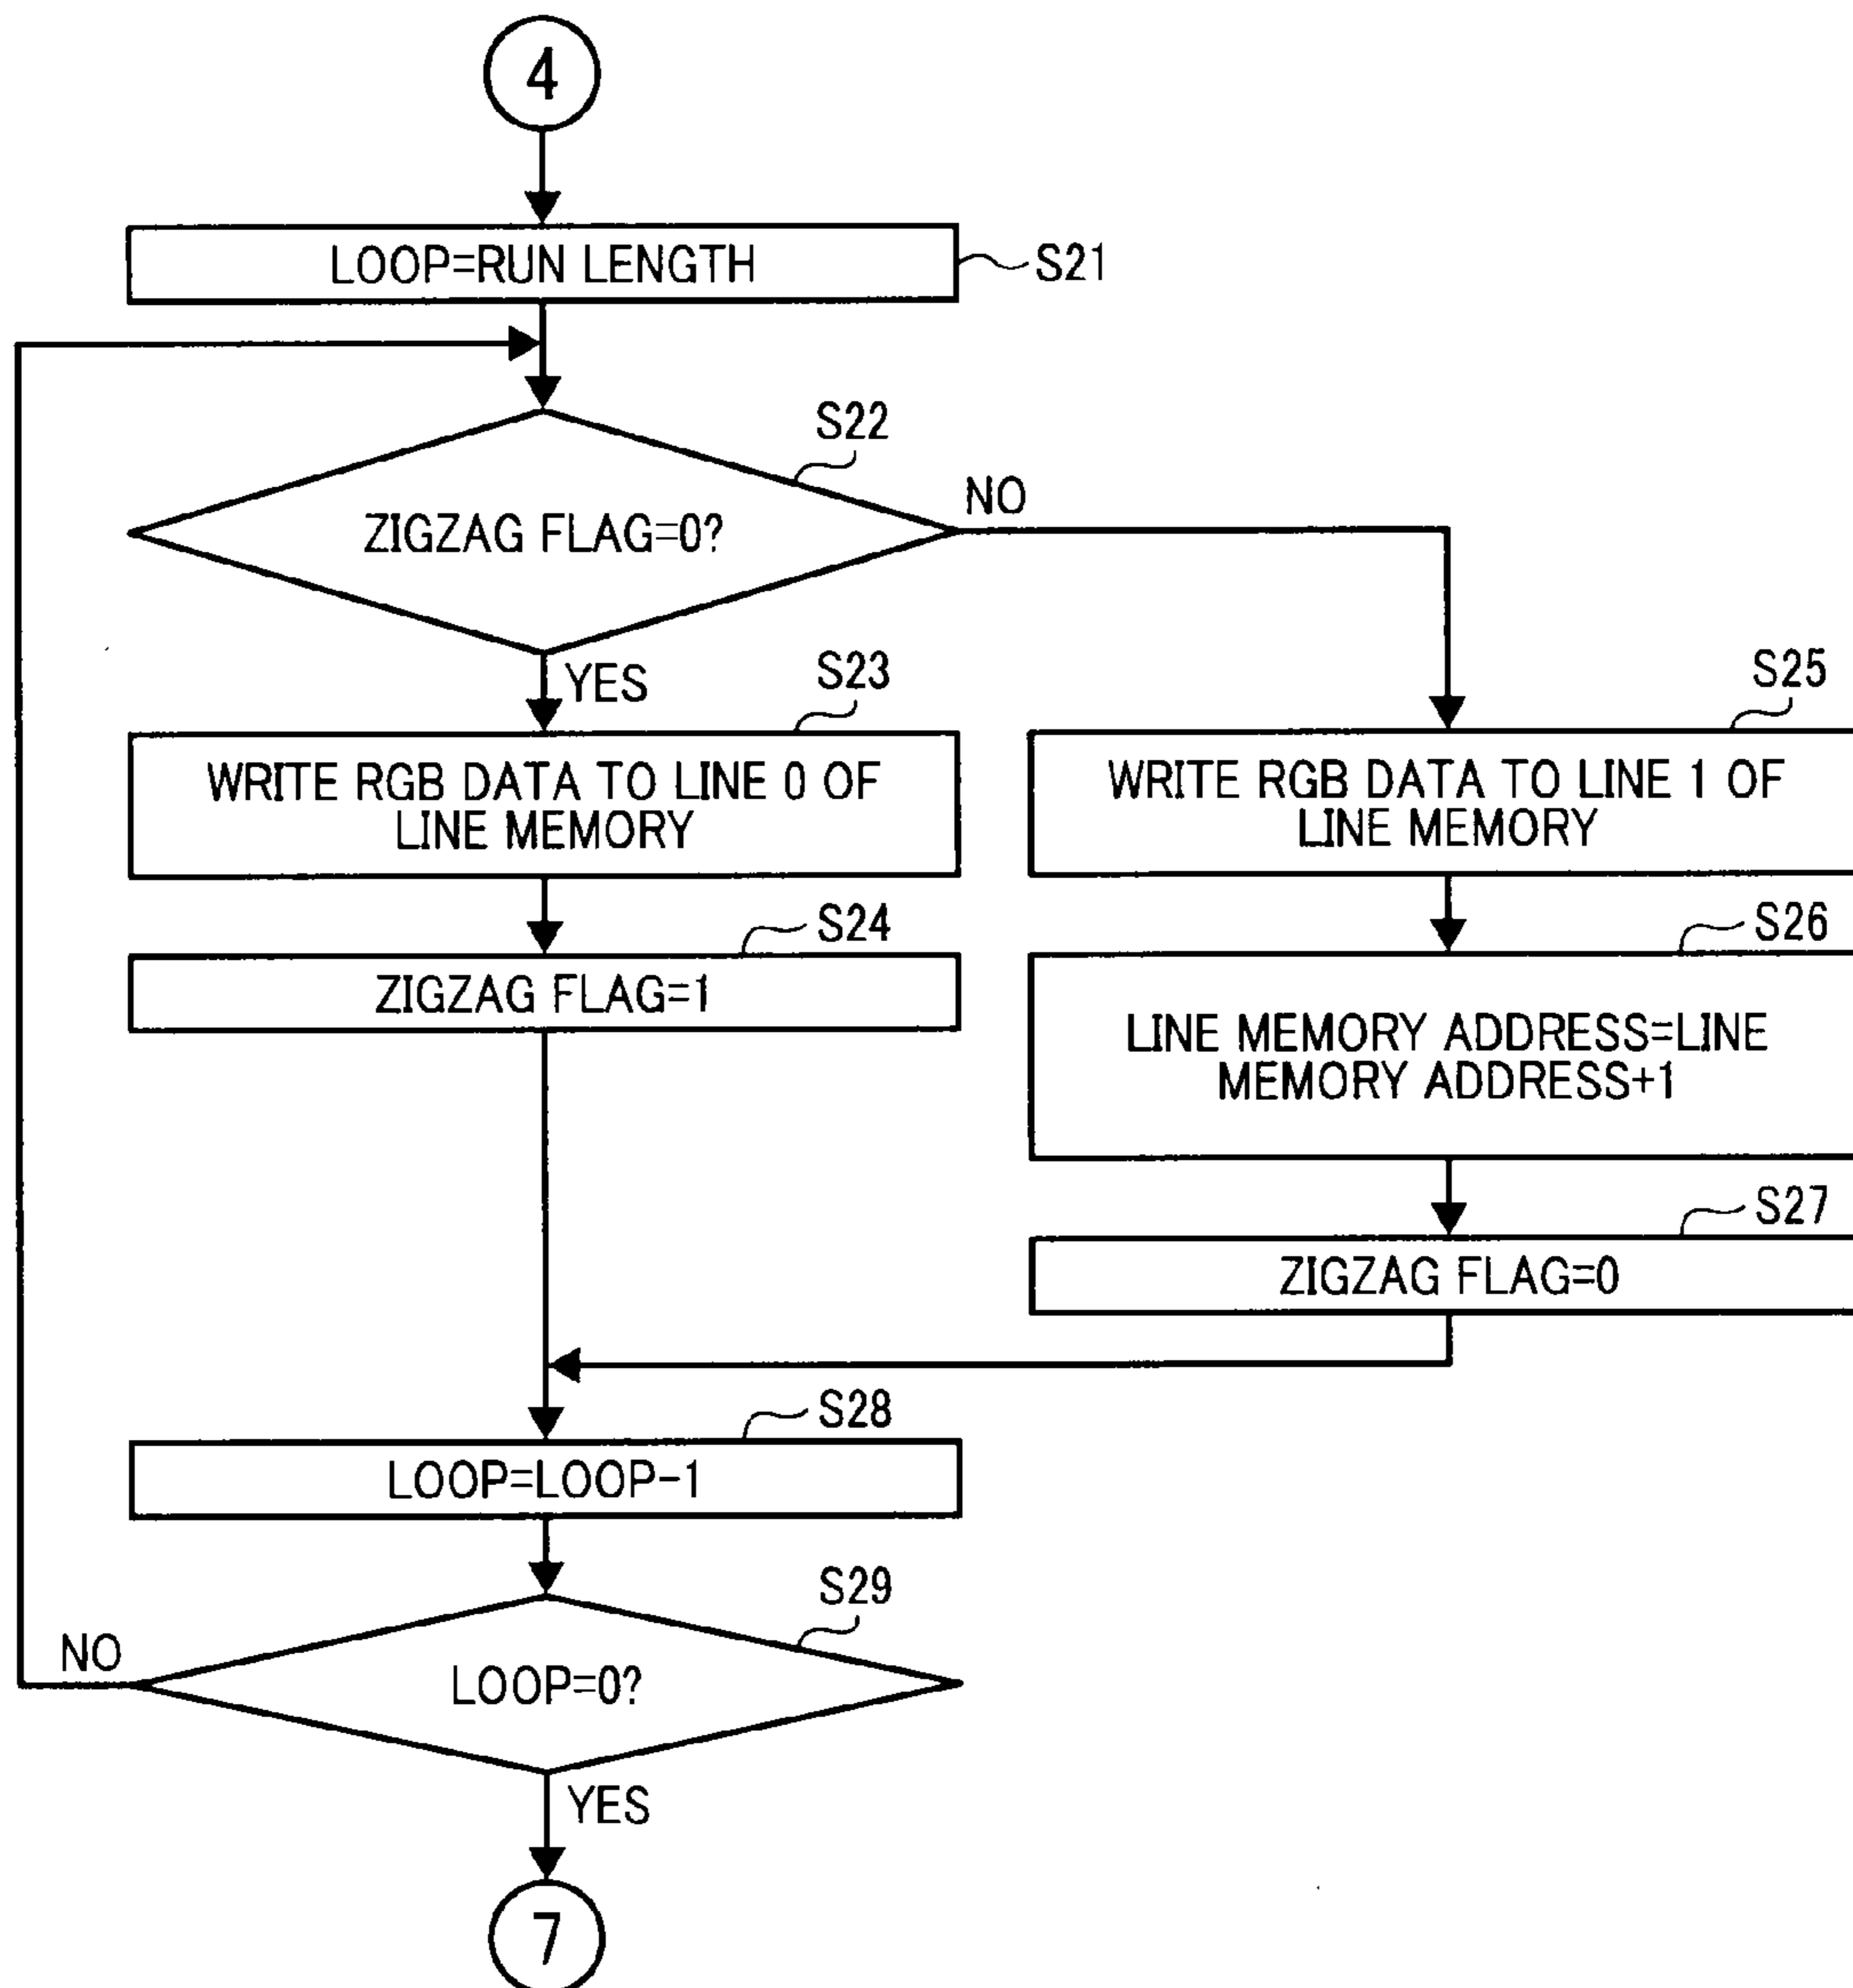 4
LOOP=RUN LENGTH
S21
S22
ZIGZAG FLAG=0?
NO
YES
S23
WRITE RGB DATA TO LINE 0 OF
LINE MEMORY
S25
WRITE RGB DATA TO LINE 1 OF
LINE MEMORY
S24
ZIGZAG FLAG=1
S26
LINE MEMORY ADDRESS=LINE
MEMORY ADDRESS+1
S27
ZIGZAG FLAG=0
S28
LOOP=LOOP-1
S29
NO
LOOP=0?
YES
7